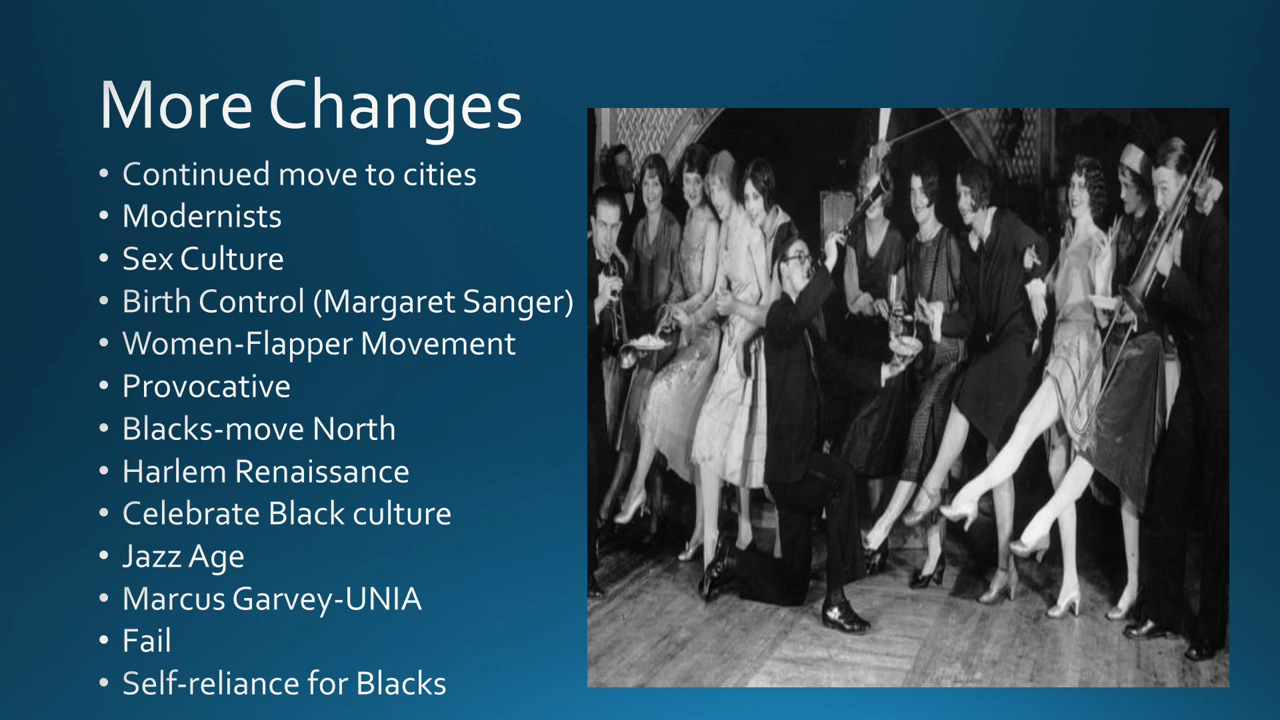 More Changes
• Continued move to cities
• Modernists
• Sex Culture
• Birth Control (Margaret Sanger)
• Women-Flapper Movement
• Provocative
• Blacks-move North
• Harlem Renaissance
• Celebrate Black culture
• Jazz Age
• Marcus Garvey-UNIA
• Fail
• Self-reliance for Blacks